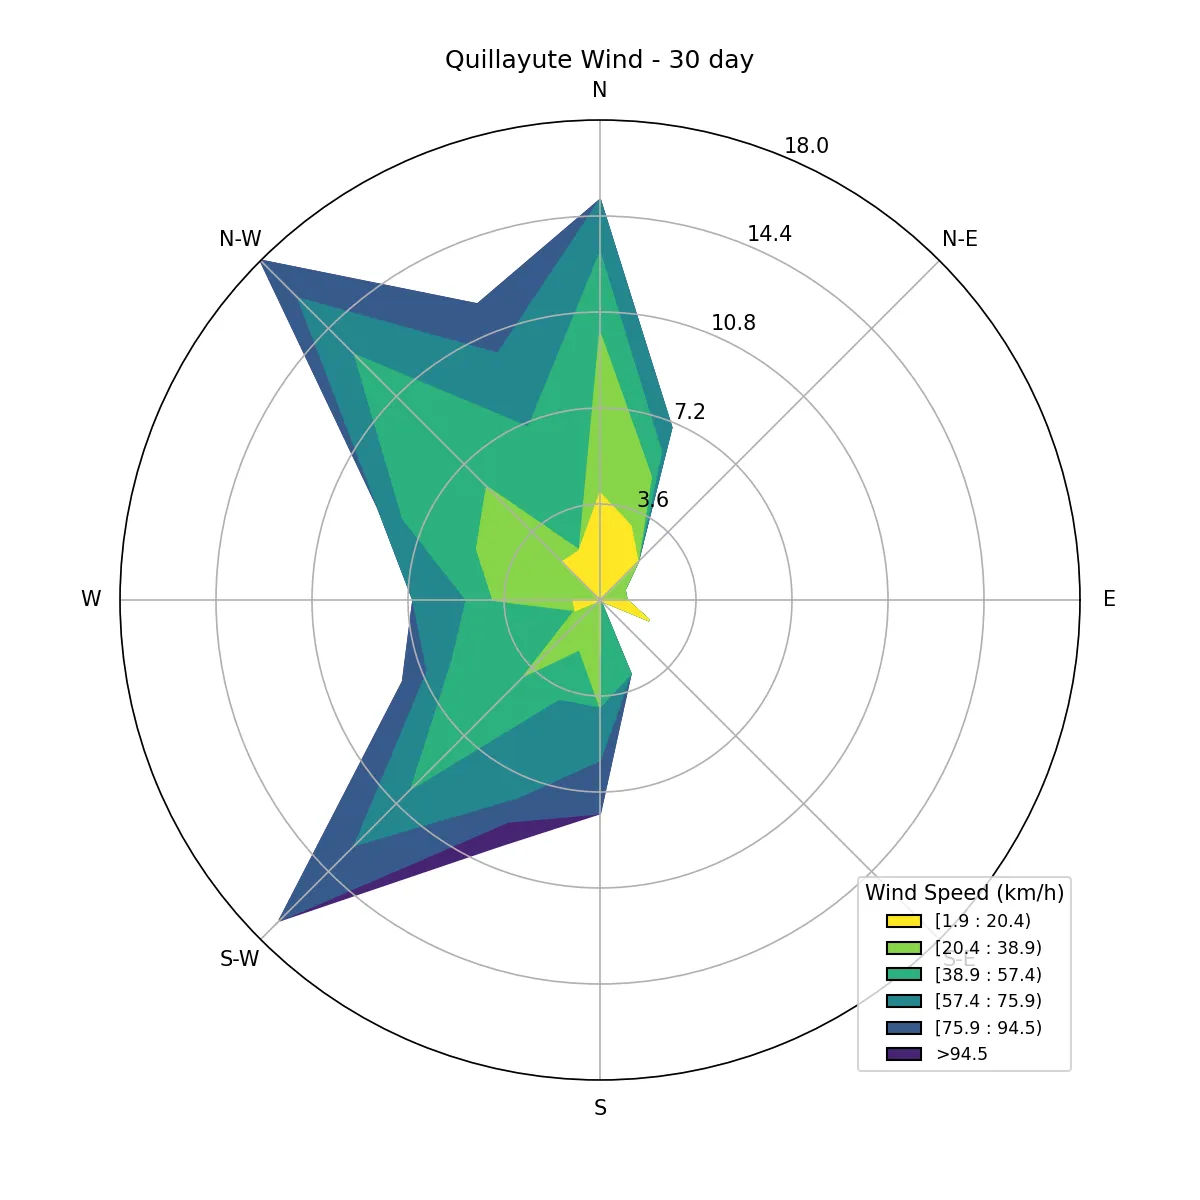 Quillayute Wind - 30 day
N
18.0
N-W
14.4
N-E
10.8
7.2
3.6
W
E
Wind Speed (km/h)
[1.9 : 20.4)
[20.4 : 38.9)
S-W
S-E
[38.9 : 57.4)
[57.4 : 75.9)
[75.9 : 94.5)
>94.5
S